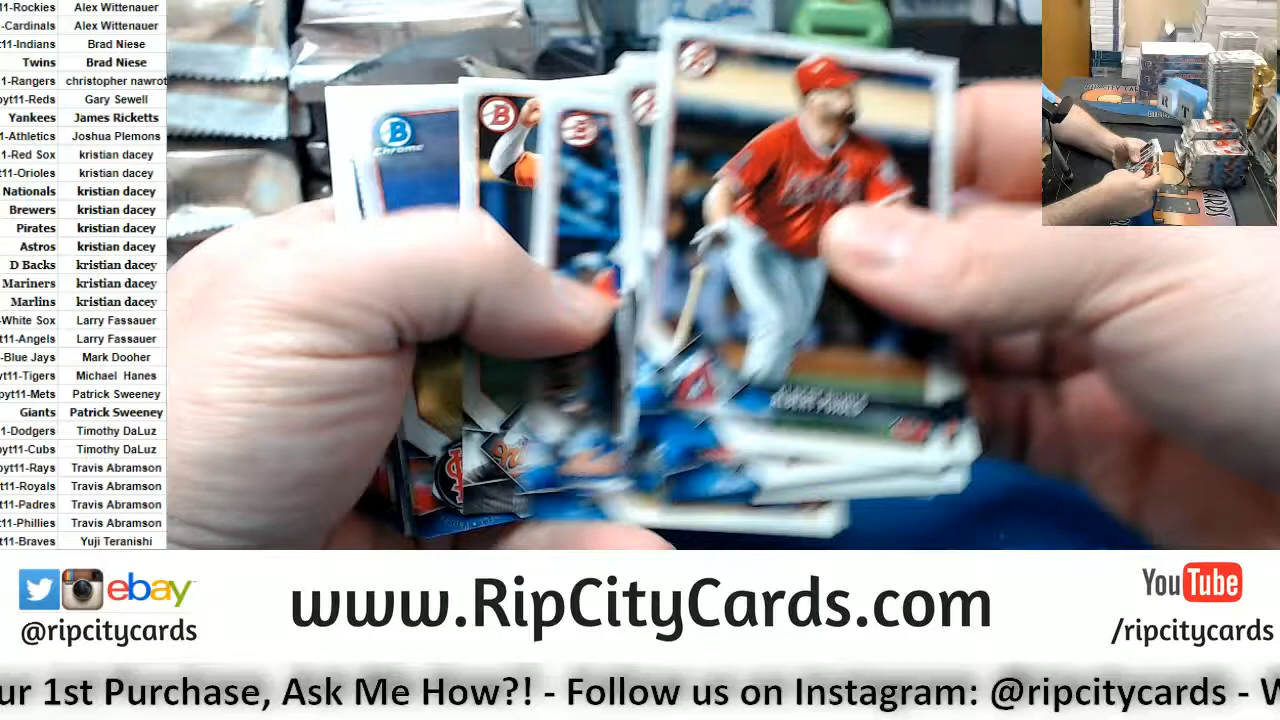 11-Rockies Alex Wittenauer
-Cardinals Alex Wittenauer
t11-Indians Brad Niese
Twins Brad Niese
1-Rangers christopher nawrot
pyt11-Reds Gary Sewell
Yankees James Ricketts
1-Athletics Joshua Plemons
11-Red Sox kristian dacey
t11-Orioles kristian dacey
Nationals kristian dacey
Brewers kristian dacey
Pirates kristian dacey
Astros kristian dacey
D Backs kristian dacey
Mariners kristian dacey
Marlins kristian dacey
-White Sox Larry Fassauer
yt11-Angels Larry Fassauer
-Blue Jays Mark Dooher
yt11-Tigers Michael Hanes
pyt11-Mets Patrick Sweeney
Giants Patrick Sweeney
1-Dodgers Timothy DaLuz
pyt11-Cubs Timothy DaLuz
pyt11-Rays Travis Abramson
t11-Royals Travis Abramson
t11-Padres Travis Abramson
t11-Phillies Travis Abramson
t11-Braves Yuji Teranishi
B
Chrome
B
B
ebay
@ripcitycards
www.RipCityCards.com
YouTube
/ripcitycards
ur 1st Purchase, Ask Me How?! - Follow us on Instagram: @ripcitycards - W